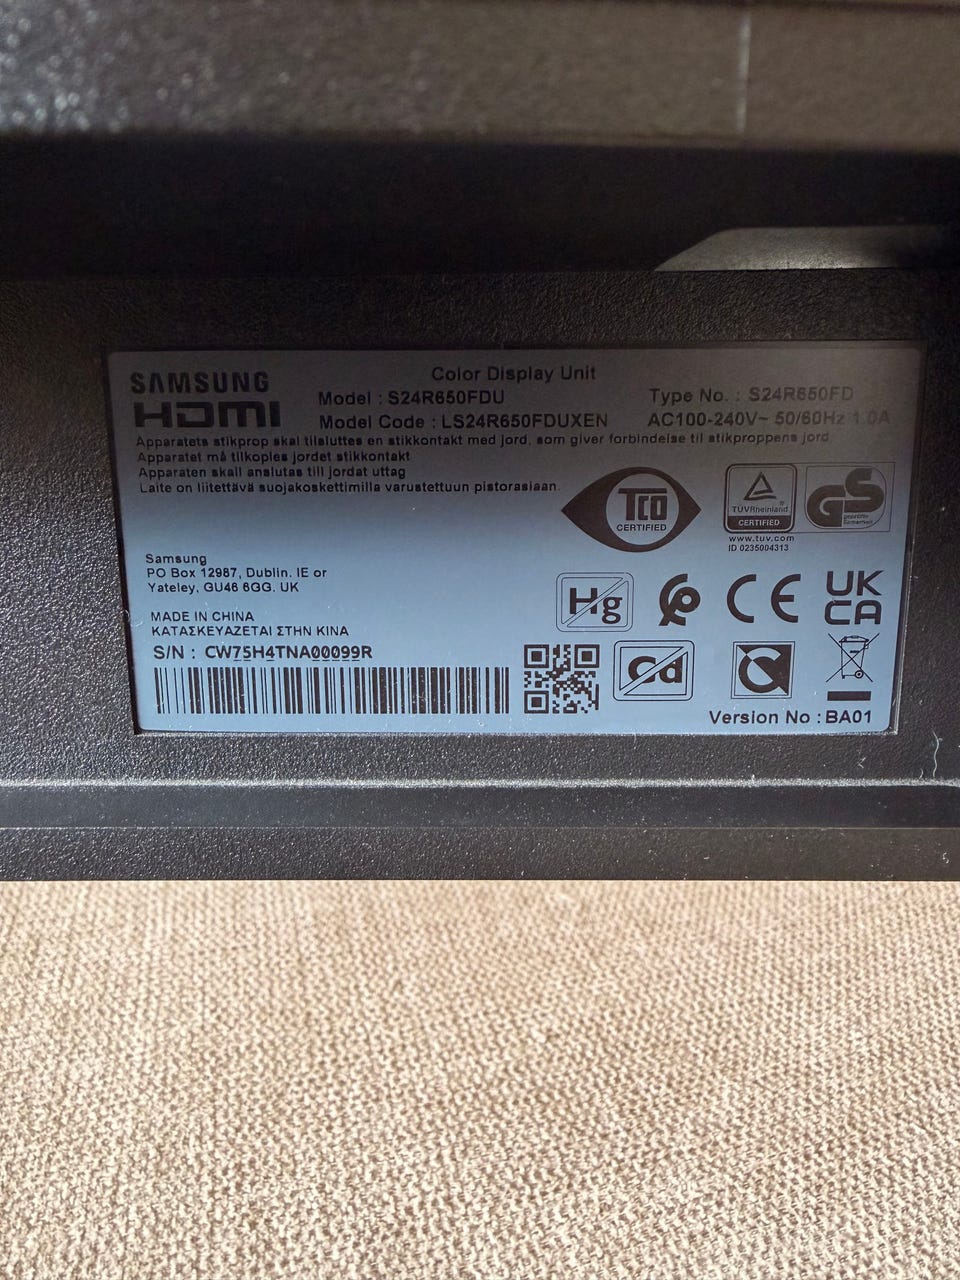 SAMSUNG
HDMI
Color Display Unit
Model : S24R650FDU
Type No. : S24R650FD
Model Code : LS24R650FDUXEN
AC100-240V~ 50/60Hz 1.0A
Apparatets stikprop skal tilsluttes en stikkontakt med jord, som giver forbindelse til stikproppens jord
Apparatet må tilkoples jordet stikkontakt
Apparaten skall anslutas till jordat uttag
Laite on liitettävä suojakoskettimilla varustettuun pistorasiaan.
TCO
CERTIFIED
TÜVRheinland
CERTIFIED
www.tuv.com
ID 0235004313
GS
geprüfte
Sicherheit
Samsung
PO Box 12987, Dublin. IE or
Yateley, GU46 6GG. UK
Hg
CE
UK
CA
MADE IN CHINA
ΚΑΤΑΣΚΕΥΑΖΕΤΑΙ ΣΤΗΝ ΚΙΝΑ
S/N : CW75H4TNA00099R
Cd
Version No : BA01